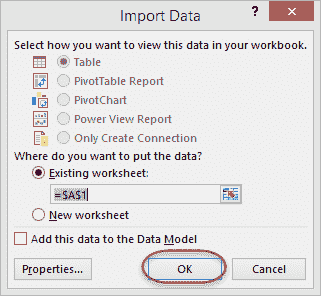 Import Data
?
Select how you want to view this data in your workbook.
Table
PivotTable Report
PivotChart
Power View Report
Only Create Connection
Where do you want to put the data?
Existing worksheet:
=$A$1
New worksheet
Add this data to the Data Model
Properties...
OK
Cancel